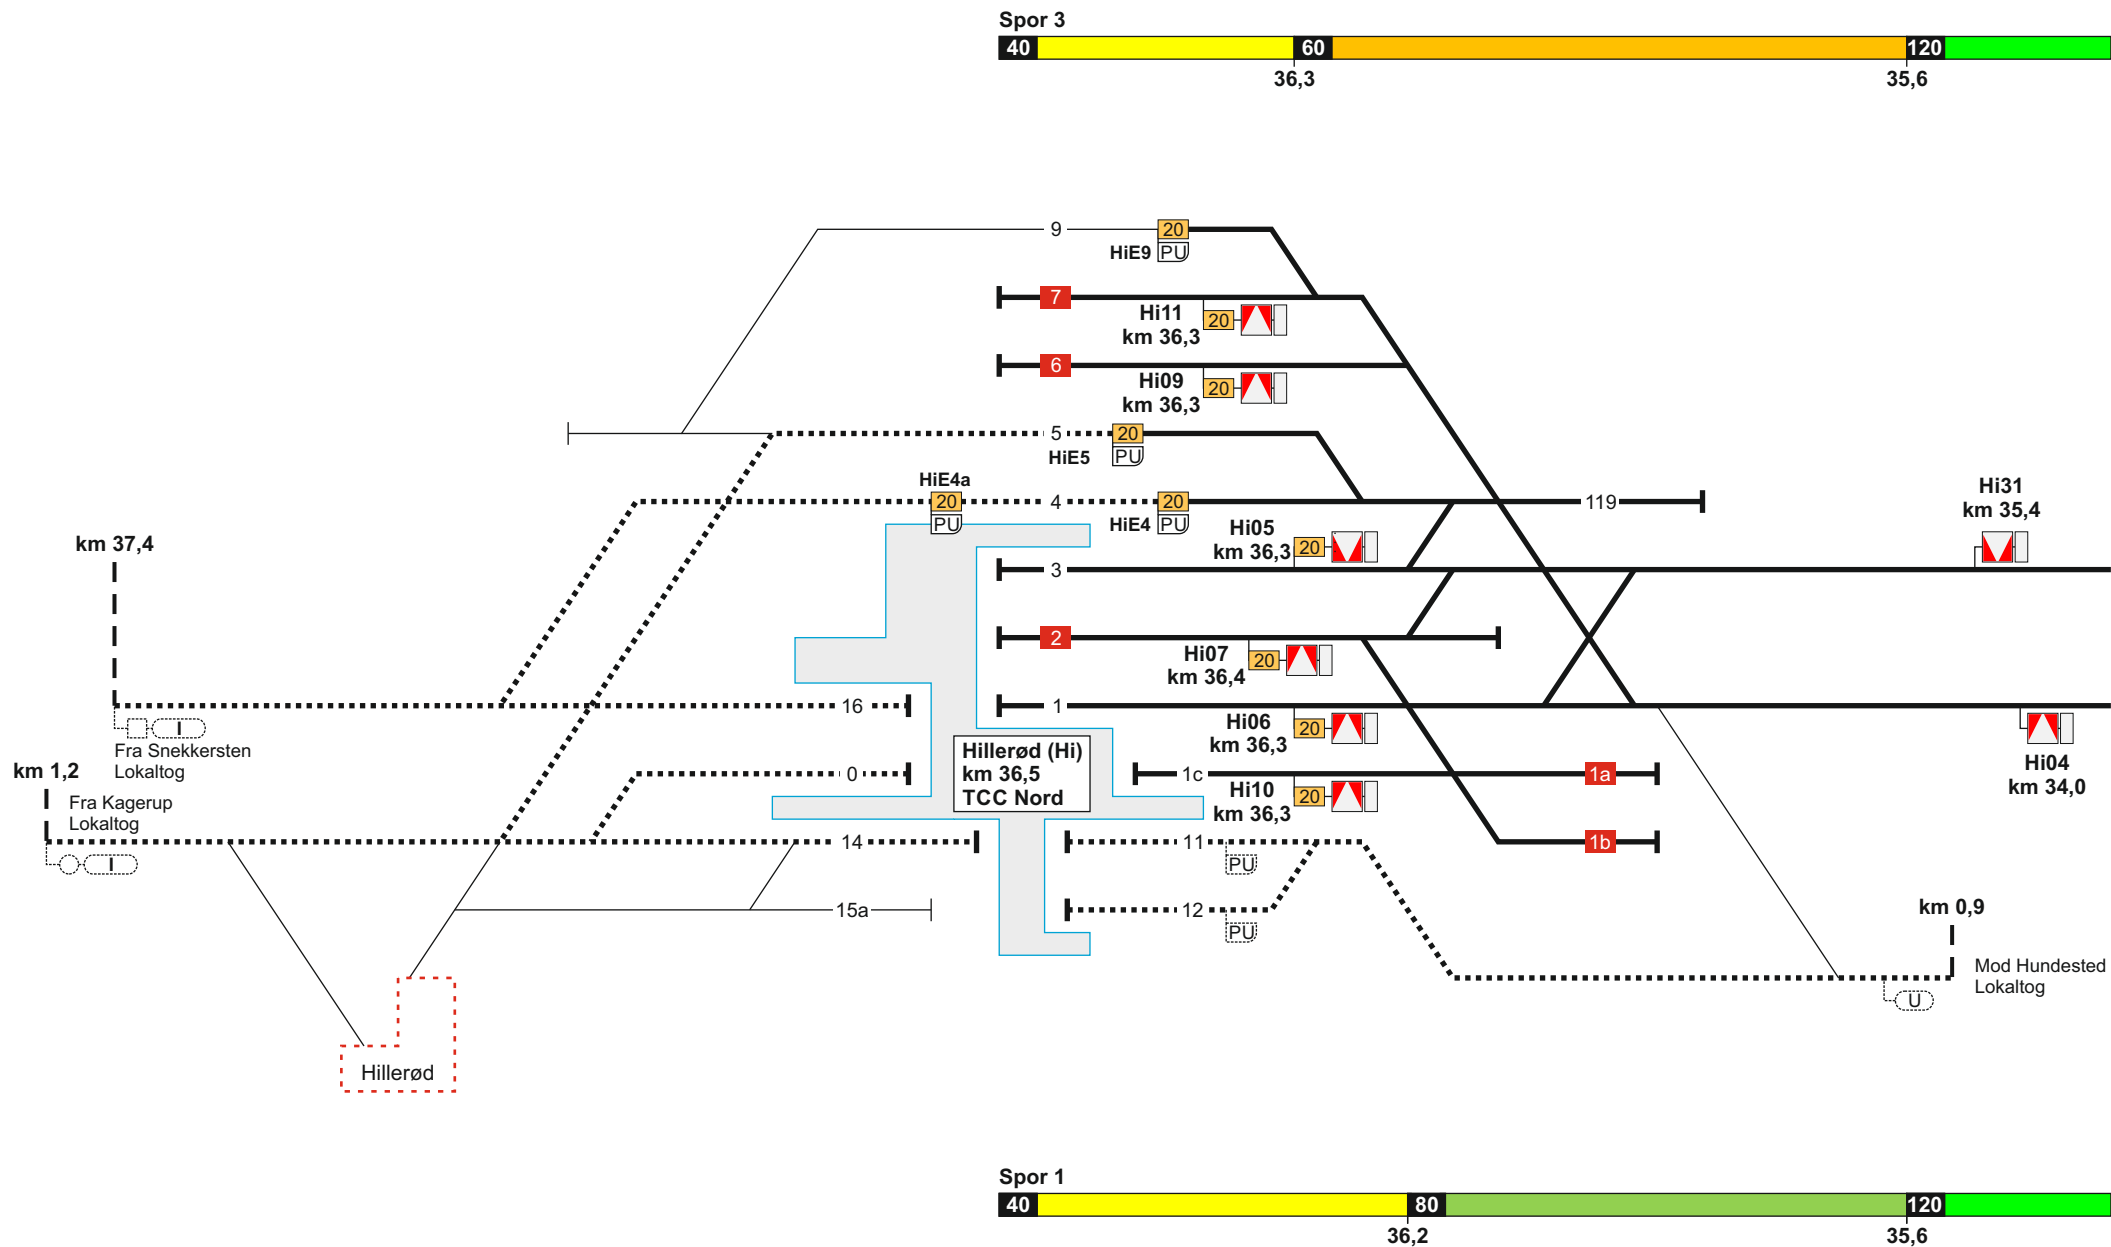 Spor 3
40 60 120
36,3 35,6
9 20
HiE9 PU
7
Hi11
km 36,3
20
6
Hi09
km 36,3
20
5 20
HiE5 PU
HiE4a
20 4 20 119
PU HiE4 PU
Hi31
km 35,4
Hi05
km 36,3
20
km 37,4
3
2
Hi07
km 36,4
20
16 1
I
Fra Snekkersten
Lokaltog
Hi06
km 36,3
20
Hillerød (Hi)
km 36,5
TCC Nord
Hi04
km 34,0
km 1,2
0 1c 1a
Fra Kagerup
Lokaltog
Hi10
km 36,3
20
14 11 1b
I
PU
15a 12
PU
km 0,9
Mod Hundested
Lokaltog
U
Hillerød
Spor 1
40 80 120
36,2 35,6